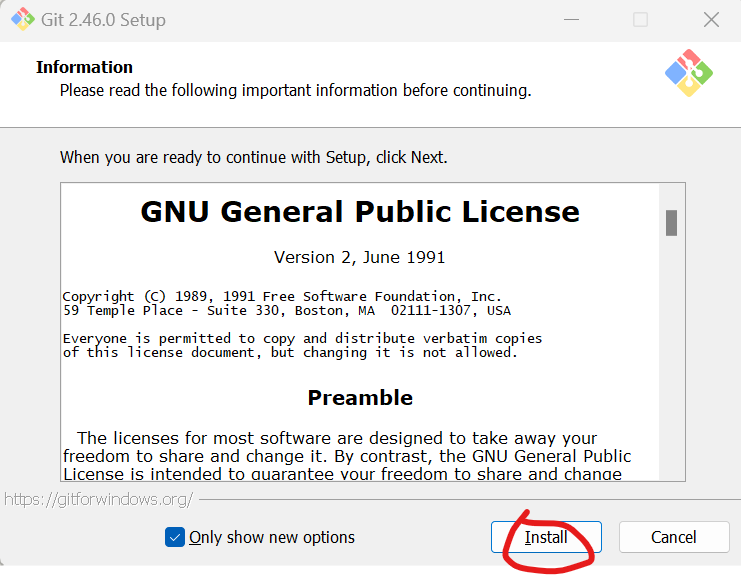 Git 2.46.0 Setup
Information
Please read the following important information before continuing.
When you are ready to continue with Setup, click Next.
GNU General Public License
Version 2, June 1991
Copyright (C) 1989, 1991 Free Software Foundation, Inc.
59 Temple Place - Suite 330, Boston, MA  02111-1307, USA
Everyone is permitted to copy and distribute verbatim copies
of this license document, but changing it is not allowed.
Preamble
The licenses for most software are designed to take away your
freedom to share and change it. By contrast, the GNU General Public
License is intended to guarantee your freedom to share and change
https://gitforwindows.org/
Only show new options
Install
Cancel